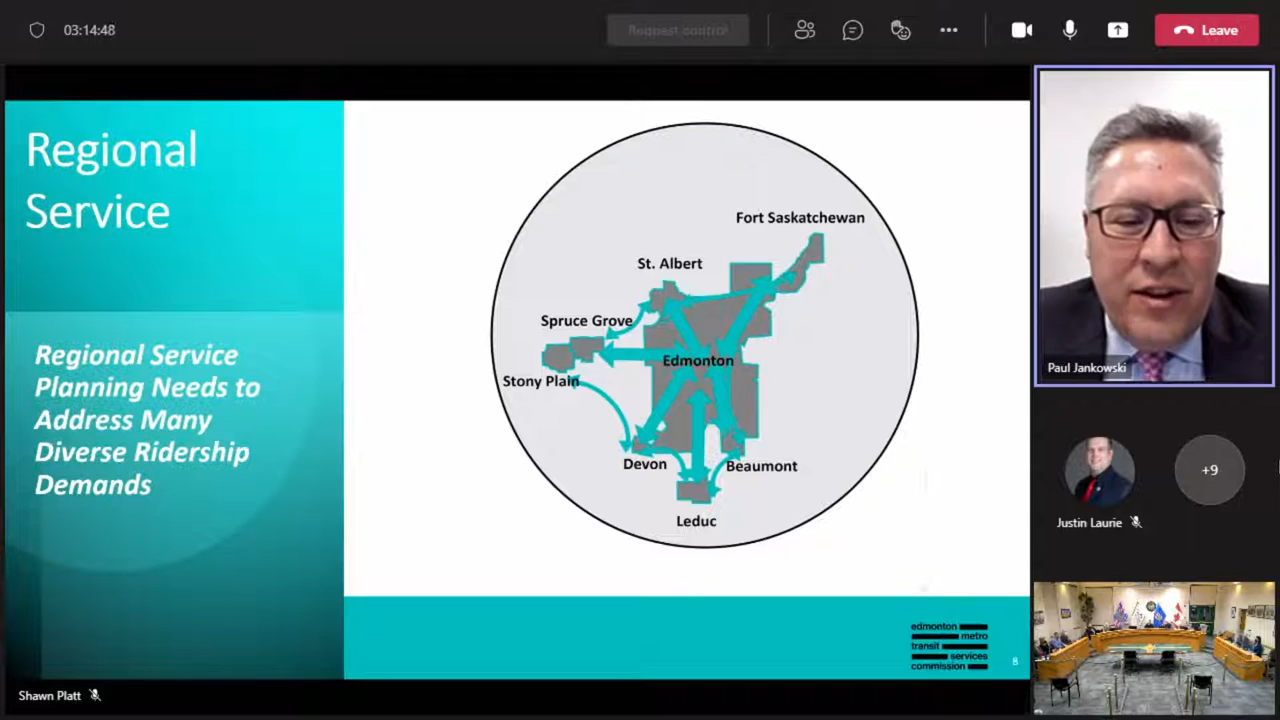 03:14:48
Request control
Leave
Regional
Service
Regional Service
Planning Needs to
Address Many
Diverse Ridership
Demands
Fort Saskatchewan
St. Albert
Spruce Grove
Edmonton
Stony Plain
Devon
Beaumont
Leduc
edmonton
metro
transit
services
commission
8
Paul Jankowski
+9
Justin Laurie
Shawn Platt